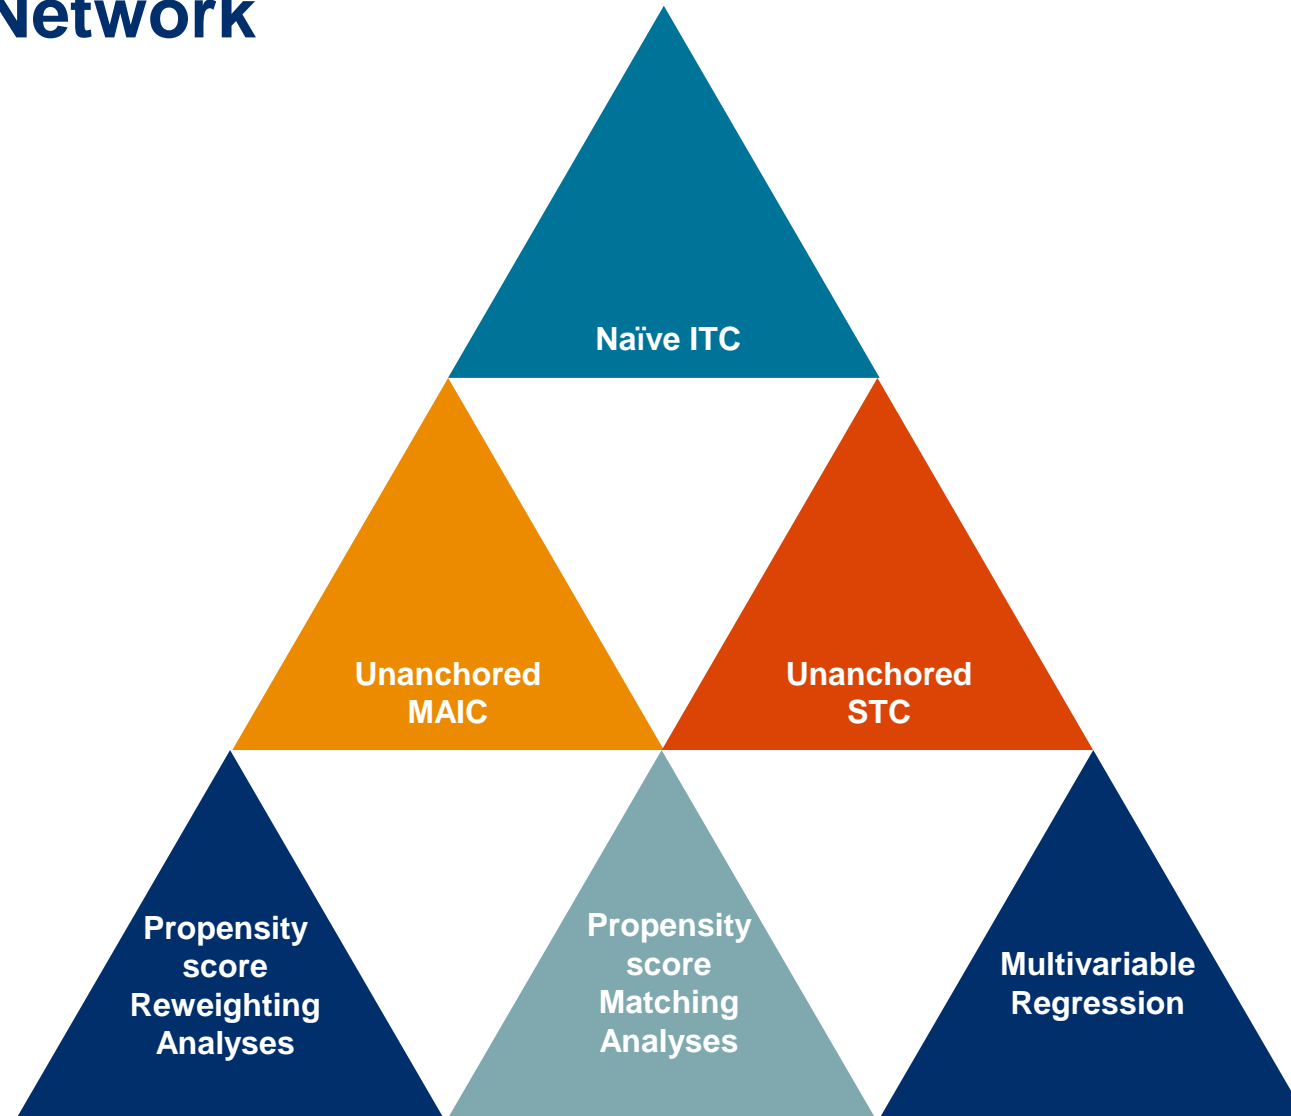 Network
Naïve ITC
Unanchored
MAIC
Unanchored
STC
Propensity
score
Reweighting
Analyses
Propensity
score
Matching
Analyses
Multivariable
Regression